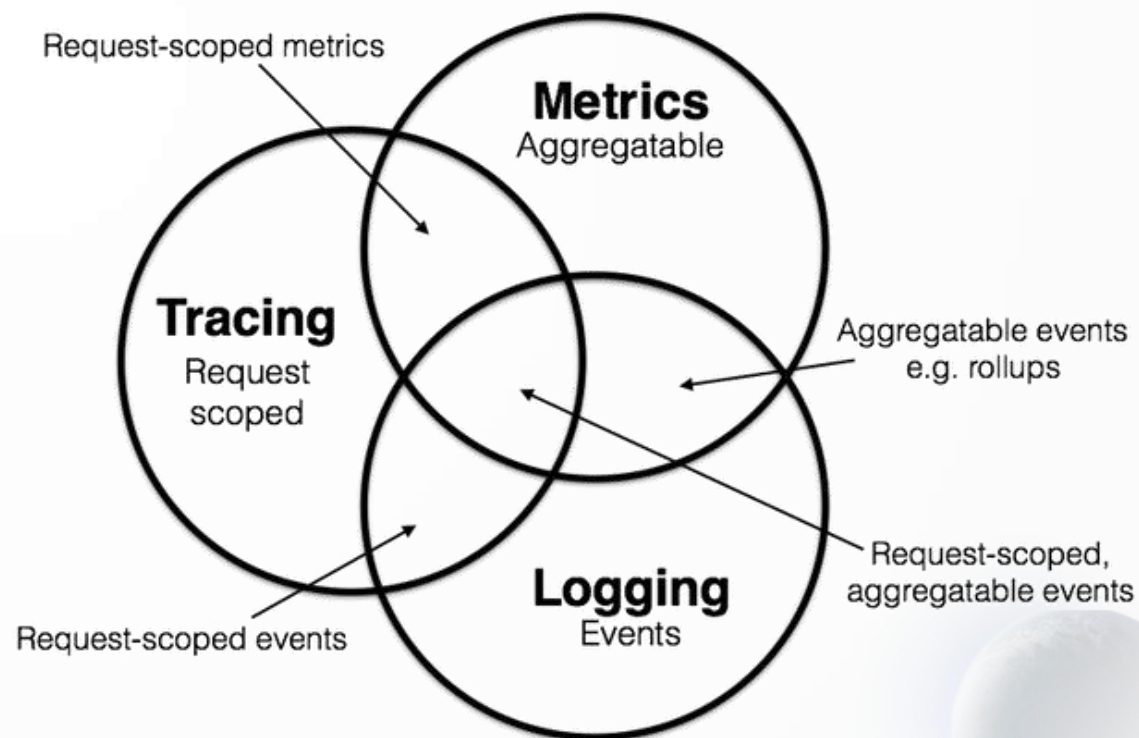 Request-scoped metrics
Metrics
Aggregatable
Tracing
Request
scoped
Aggregatable events
e.g. rollups
Request-scoped,
aggregatable events
Logging
Events
Request-scoped events